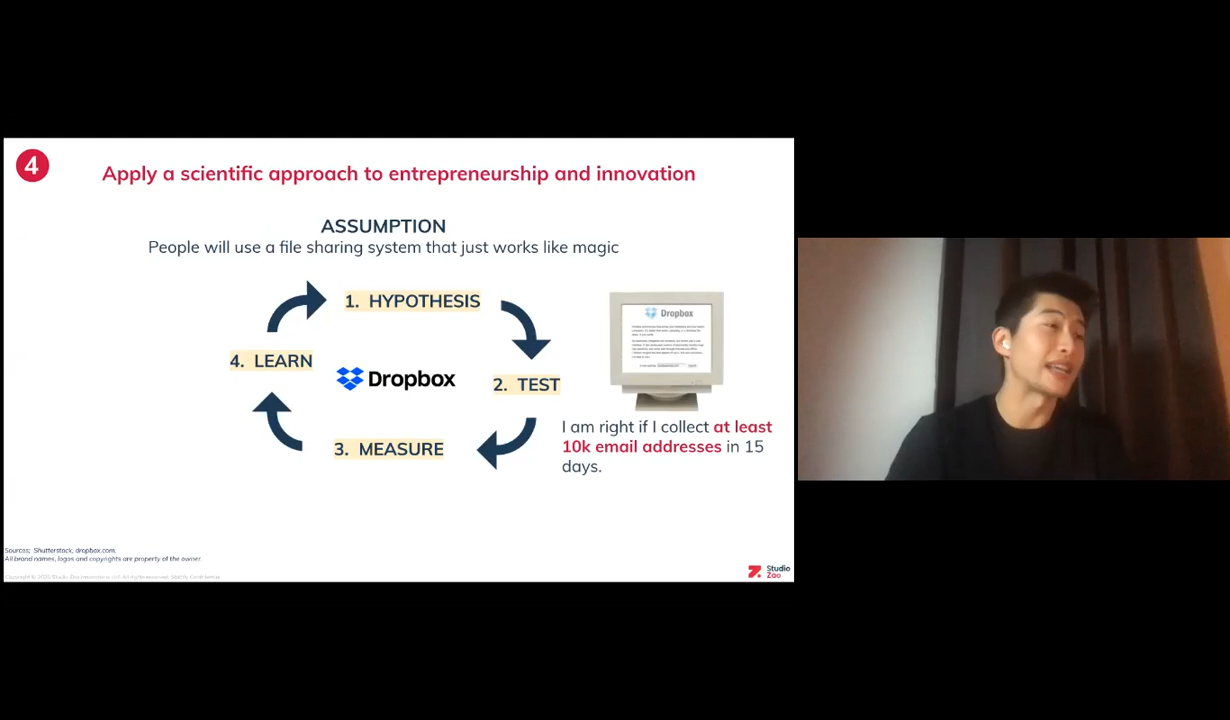 4
Apply a scientific approach to entrepreneurship and innovation
ASSUMPTION
People will use a file sharing system that just works like magic
1. HYPOTHESIS
Dropbox
4. LEARN
Dropbox
2. TEST
I am right if I collect at least
10k email addresses in 15
days.
3. MEASURE
Sources; Shutterstock, dropbox.com.
All brand names, logos and copyrights are property of the owner.
Studio
Zao